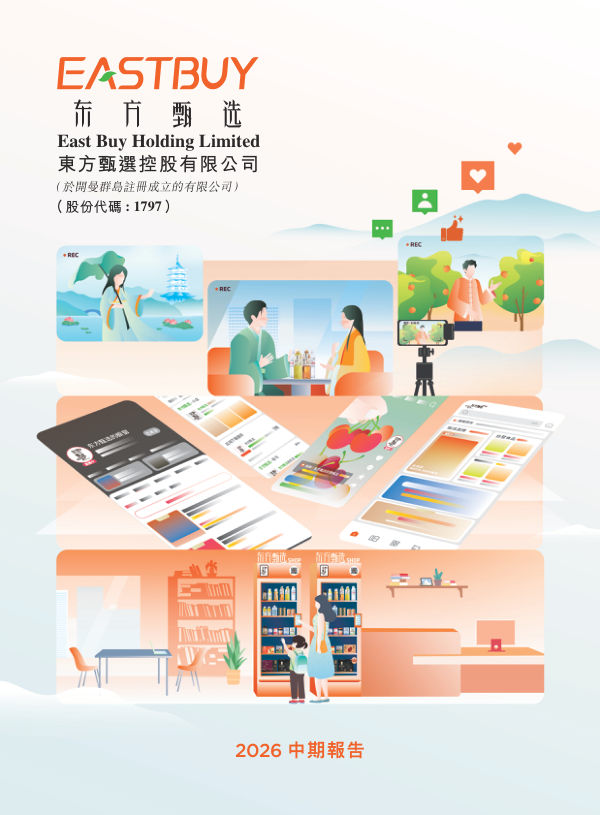 EASTBUY
东方甄选
East Buy Holding Limited
東方甄選控股有限公司
(於開曼群島註冊成立的有限公司)
(股份代碼：1797)
REC
REC
REC
东方甄选
SHOP
东方甄选
SHOP
2026 中期報告